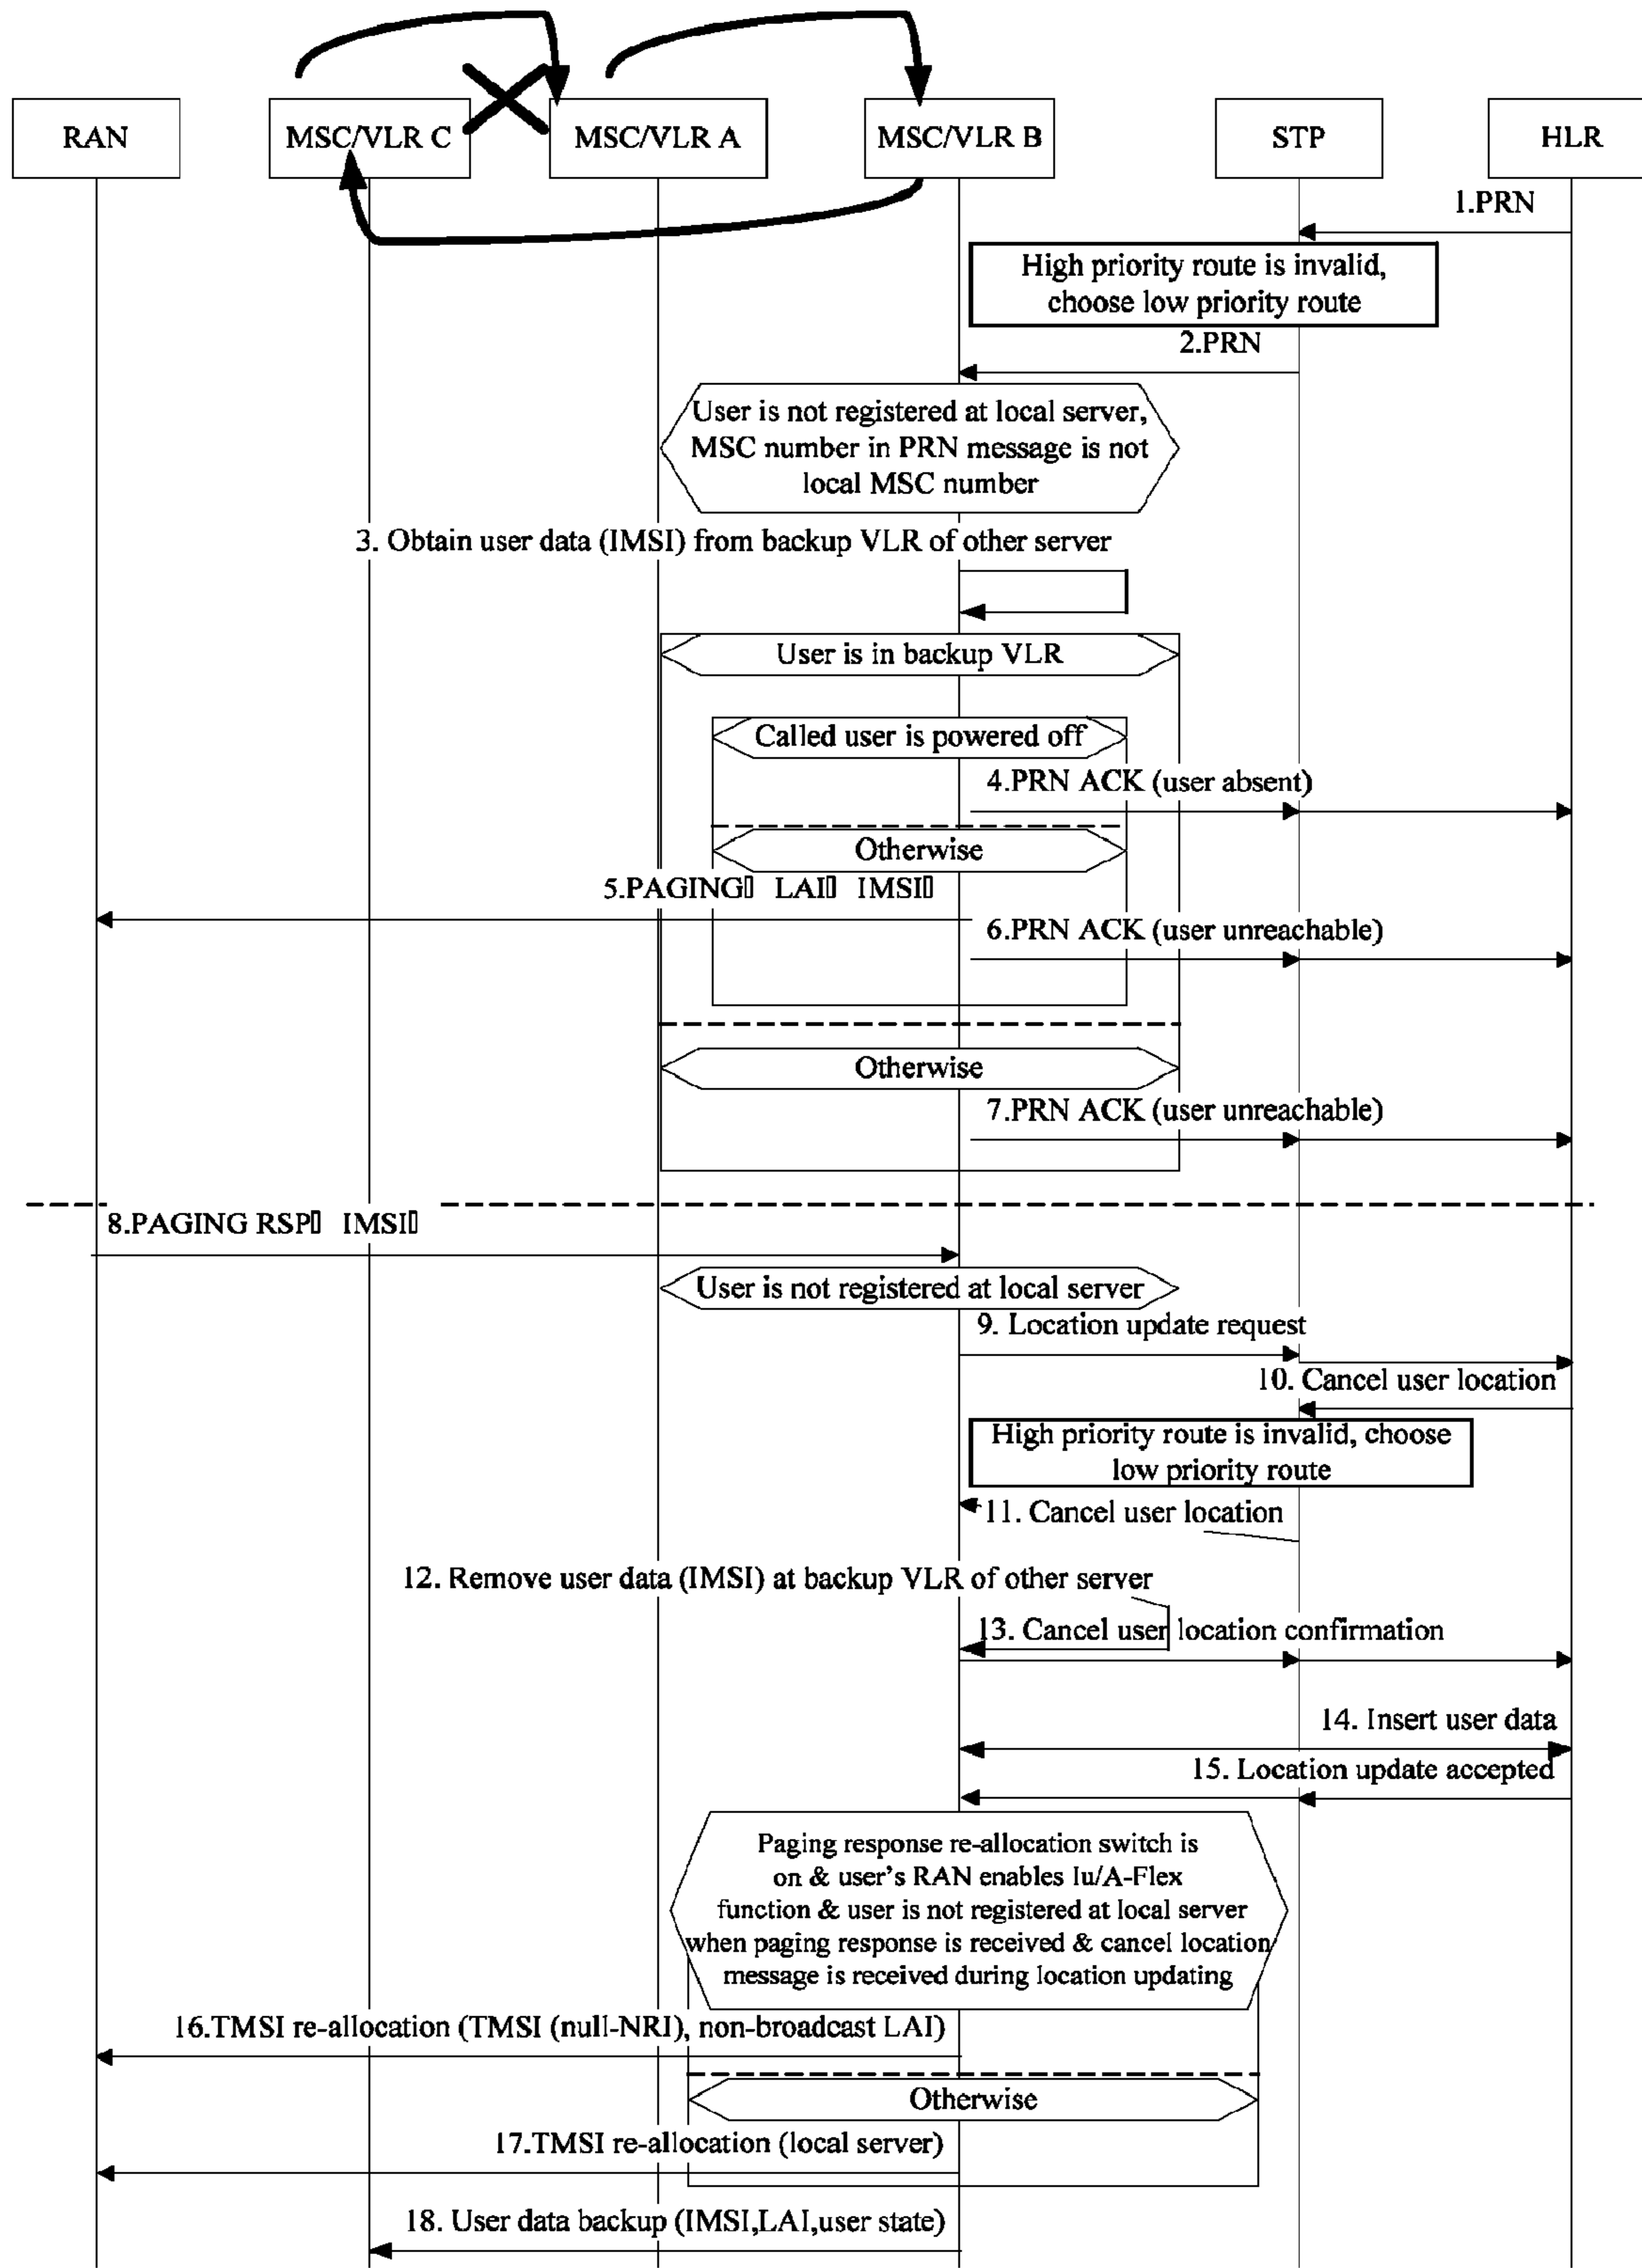 RAN
MSC/VLR C
MSC/VLR A
MSC/VLR B
STP
HLR
1.PRN
High priority route is invalid,
choose low priority route
2.PRN
User is not registered at local server,
MSC number in PRN message is not
local MSC number
3. Obtain user data (IMSI) from backup VLR of other server
User is in backup VLR
Called user is powered off
4.PRN ACK (user absent)
Otherwise
5.PAGING▯ LAI▯ IMSI▯
6.PRN ACK (user unreachable)
Otherwise
7.PRN ACK (user unreachable)
8.PAGING RSP▯ IMSI▯
User is not registered at local server
9. Location update request
10. Cancel user location
High priority route is invalid, choose
low priority route
11. Cancel user location
12. Remove user data (IMSI) at backup VLR of other server
13. Cancel user location confirmation
14. Insert user data
15. Location update accepted
Paging response re-allocation switch is
on & user's RAN enables Iu/A-Flex
function & user is not registered at local server
when paging response is received & cancel location
message is received during location updating
16.TMSI re-allocation (TMSI (null-NRI), non-broadcast LAI)
Otherwise
17.TMSI re-allocation (local server)
18. User data backup (IMSI,LAI,user state)